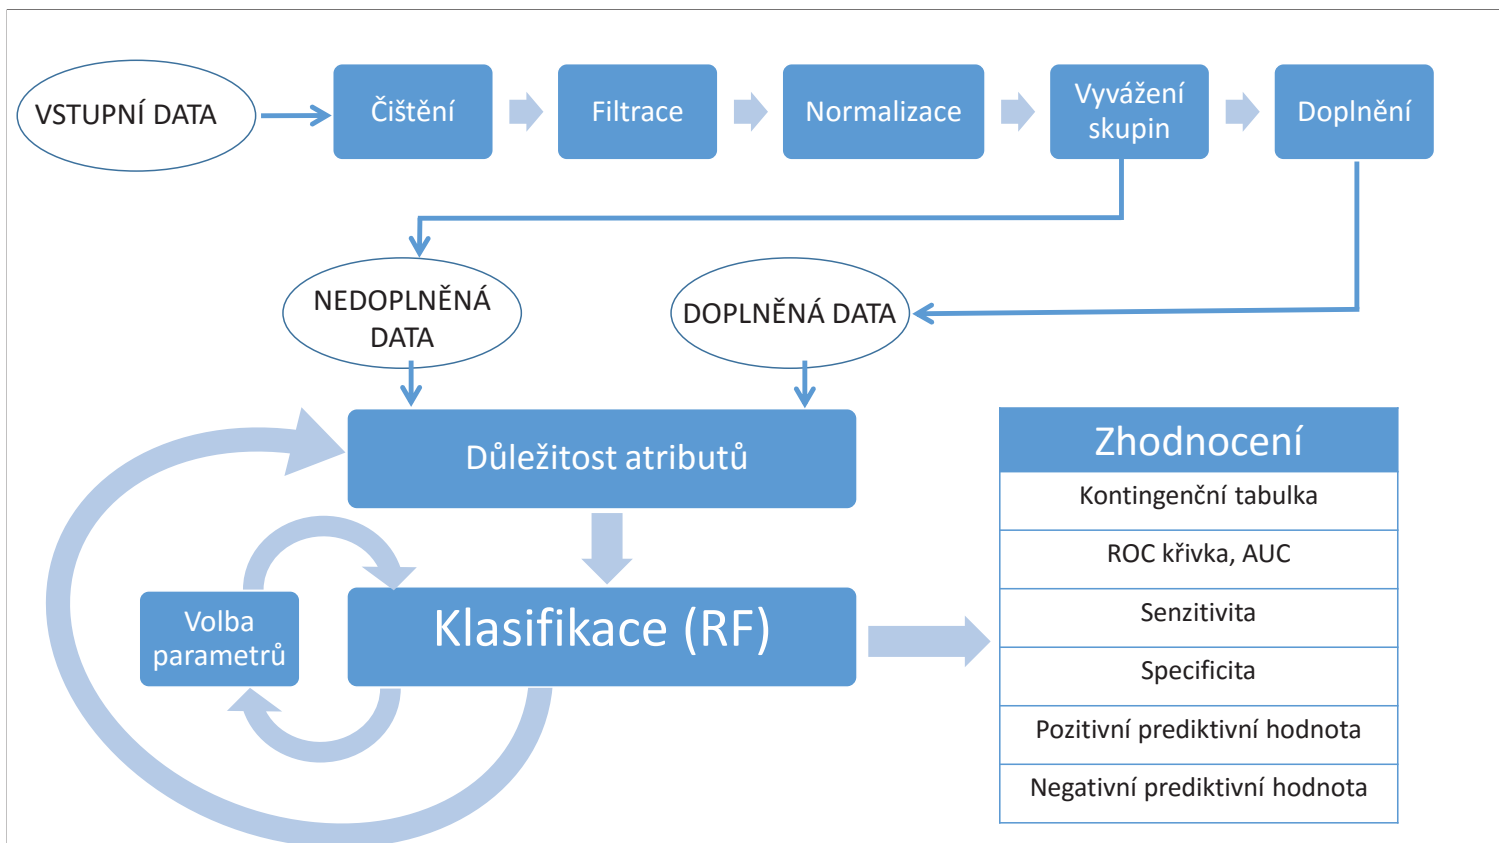 VSTUPNÍ DATA
Čištění
Filtrace
Normalizace
Vyvážení
skupin
Doplnění
NEDOPLNĚNÁ
DATA
DOPLNĚNÁ DATA
Důležitost atributů
Volba
parametrů
Klasifikace (RF)
Zhodnocení
Kontingenční tabulka
ROC křivka, AUC
Senzitivita
Specificita
Pozitivní prediktivní hodnota
Negativní prediktivní hodnota